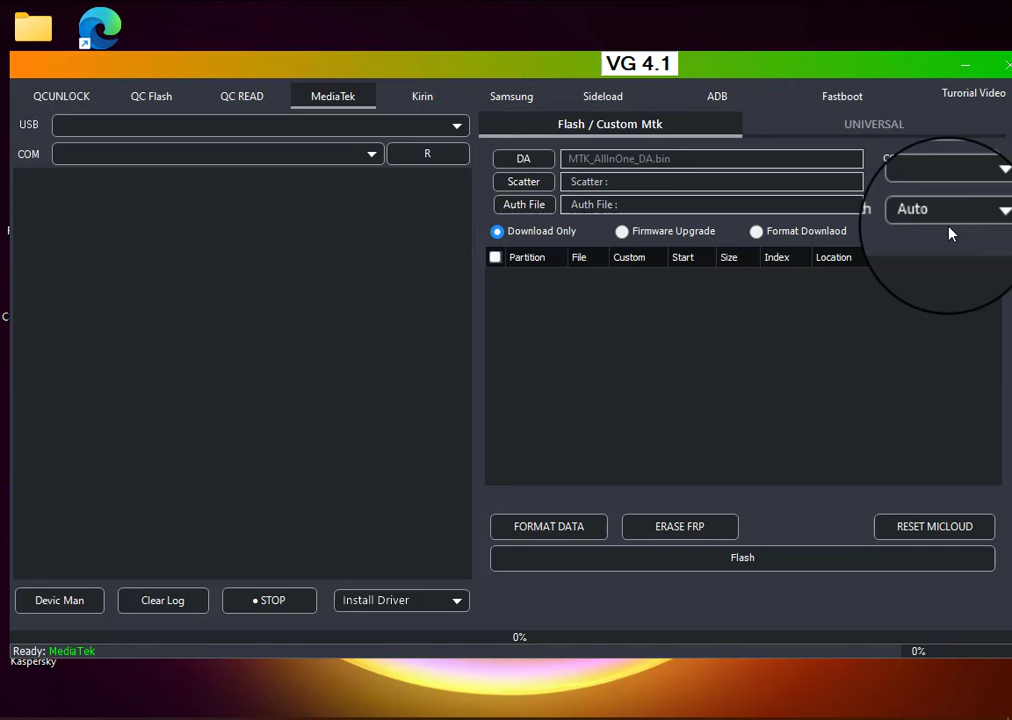 VG 4.1
QCUNLOCK QC Flash QC READ MediaTek Kirin Samsung Sideload ADB Fastboot Turorial Video
USB
COM R
Flash / Custom Mtk UNIVERSAL
DA MTK_AllInOne_DA.bin
Scatter Scatter :
Auth File Auth File : Auto
Download Only Firmware Upgrade Format Downlaod
Partition File Custom Start Size Index Location
FORMAT DATA ERASE FRP RESET MICLOUD
Flash
Devic Man Clear Log ● STOP Install Driver
0%
Ready: MediaTek 0%
Kaspersky